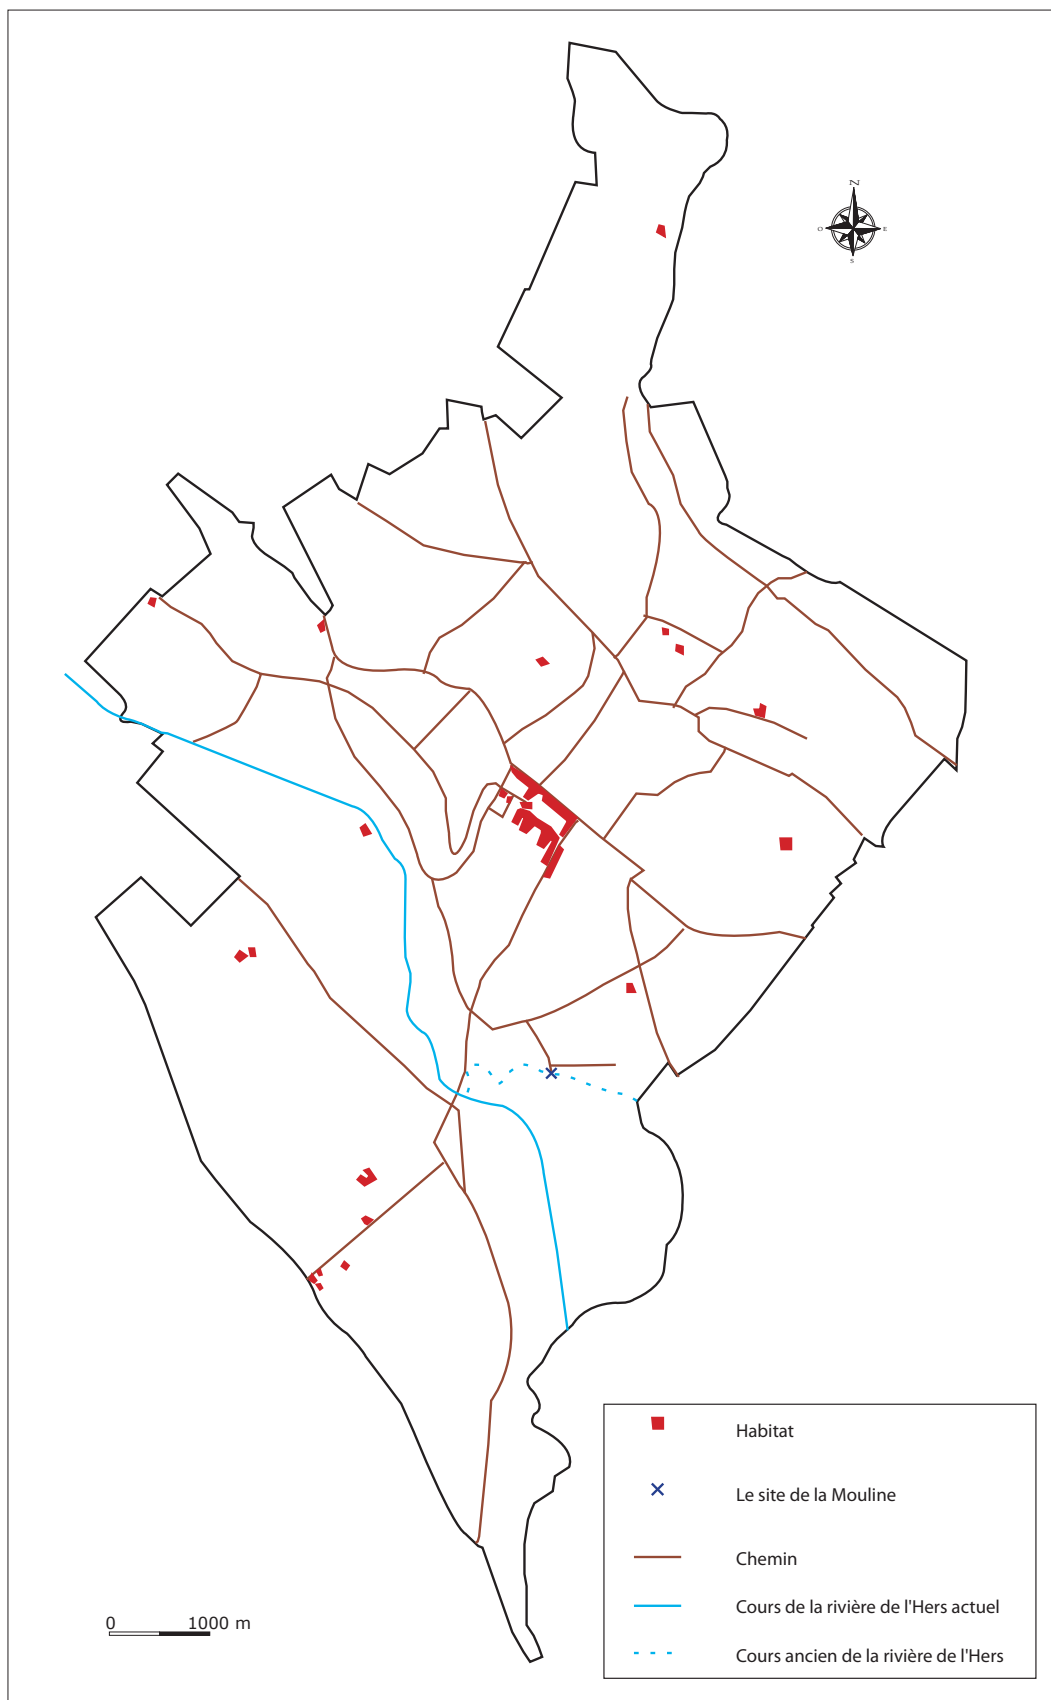 N
O E
S
Habitat
Le site de la Mouline
Chemin
Cours de la rivière de l'Hers actuel
Cours ancien de la rivière de l'Hers
0 1000 m